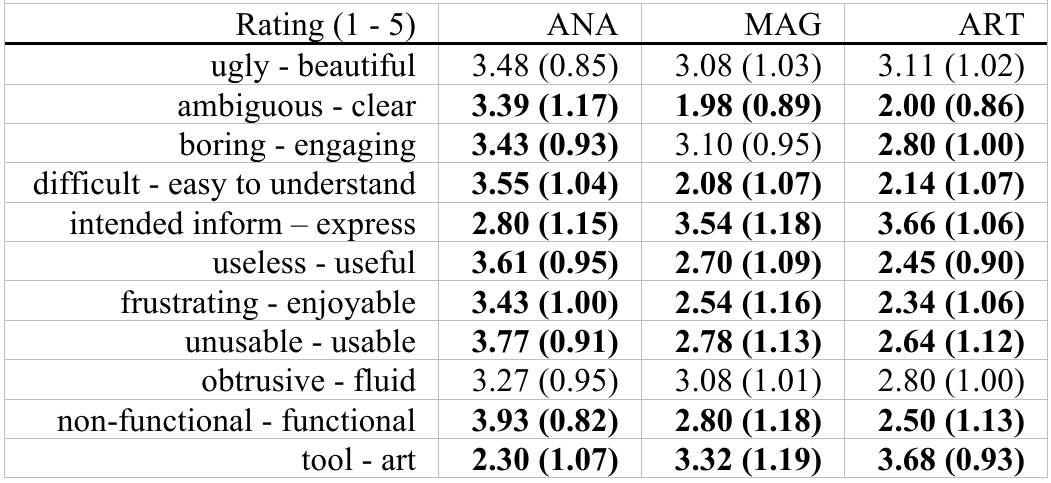 Rating (1 - 5) ANA MAG ART
ugly - beautiful 3.48 (0.85) 3.08 (1.03) 3.11 (1.02)
ambiguous - clear 3.39 (1.17) 1.98 (0.89) 2.00 (0.86)
boring - engaging 3.43 (0.93) 3.10 (0.95) 2.80 (1.00)
difficult - easy to understand 3.55 (1.04) 2.08 (1.07) 2.14 (1.07)
intended inform – express 2.80 (1.15) 3.54 (1.18) 3.66 (1.06)
useless - useful 3.61 (0.95) 2.70 (1.09) 2.45 (0.90)
frustrating - enjoyable 3.43 (1.00) 2.54 (1.16) 2.34 (1.06)
unusable - usable 3.77 (0.91) 2.78 (1.13) 2.64 (1.12)
obtrusive - fluid 3.27 (0.95) 3.08 (1.01) 2.80 (1.00)
non-functional - functional 3.93 (0.82) 2.80 (1.18) 2.50 (1.13)
tool - art 2.30 (1.07) 3.32 (1.19) 3.68 (0.93)